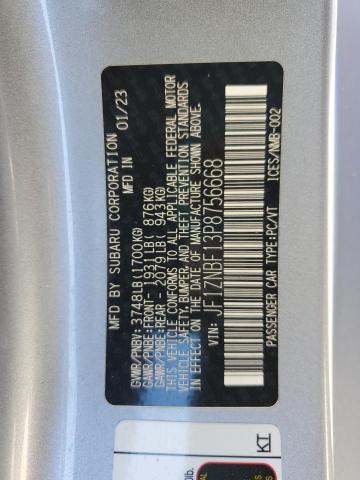 MFD BY SUBARU CORPORATION
MFD IN 01/23
GVWR/PNBV: 3748LB(1700KG)
GAWR/PNBE:FRONT- 1931LB( 876KG)
GAWR/PNBE:REAR - 2079LB( 943KG)
THIS VEHICLE CONFORMS TO ALL APPLICABLE FEDERAL MOTOR
VEHICLE SAFETY, BUMPER, AND THEFT PREVENTION STANDARDS
IN EFFECT ON THE DATE OF MANUFACTURE SHOWN ABOVE.
VIN: JF1ZNBF13P8756668
ICES/NMB-002
PASSENGER CAR TYPE:PC/VT
KI